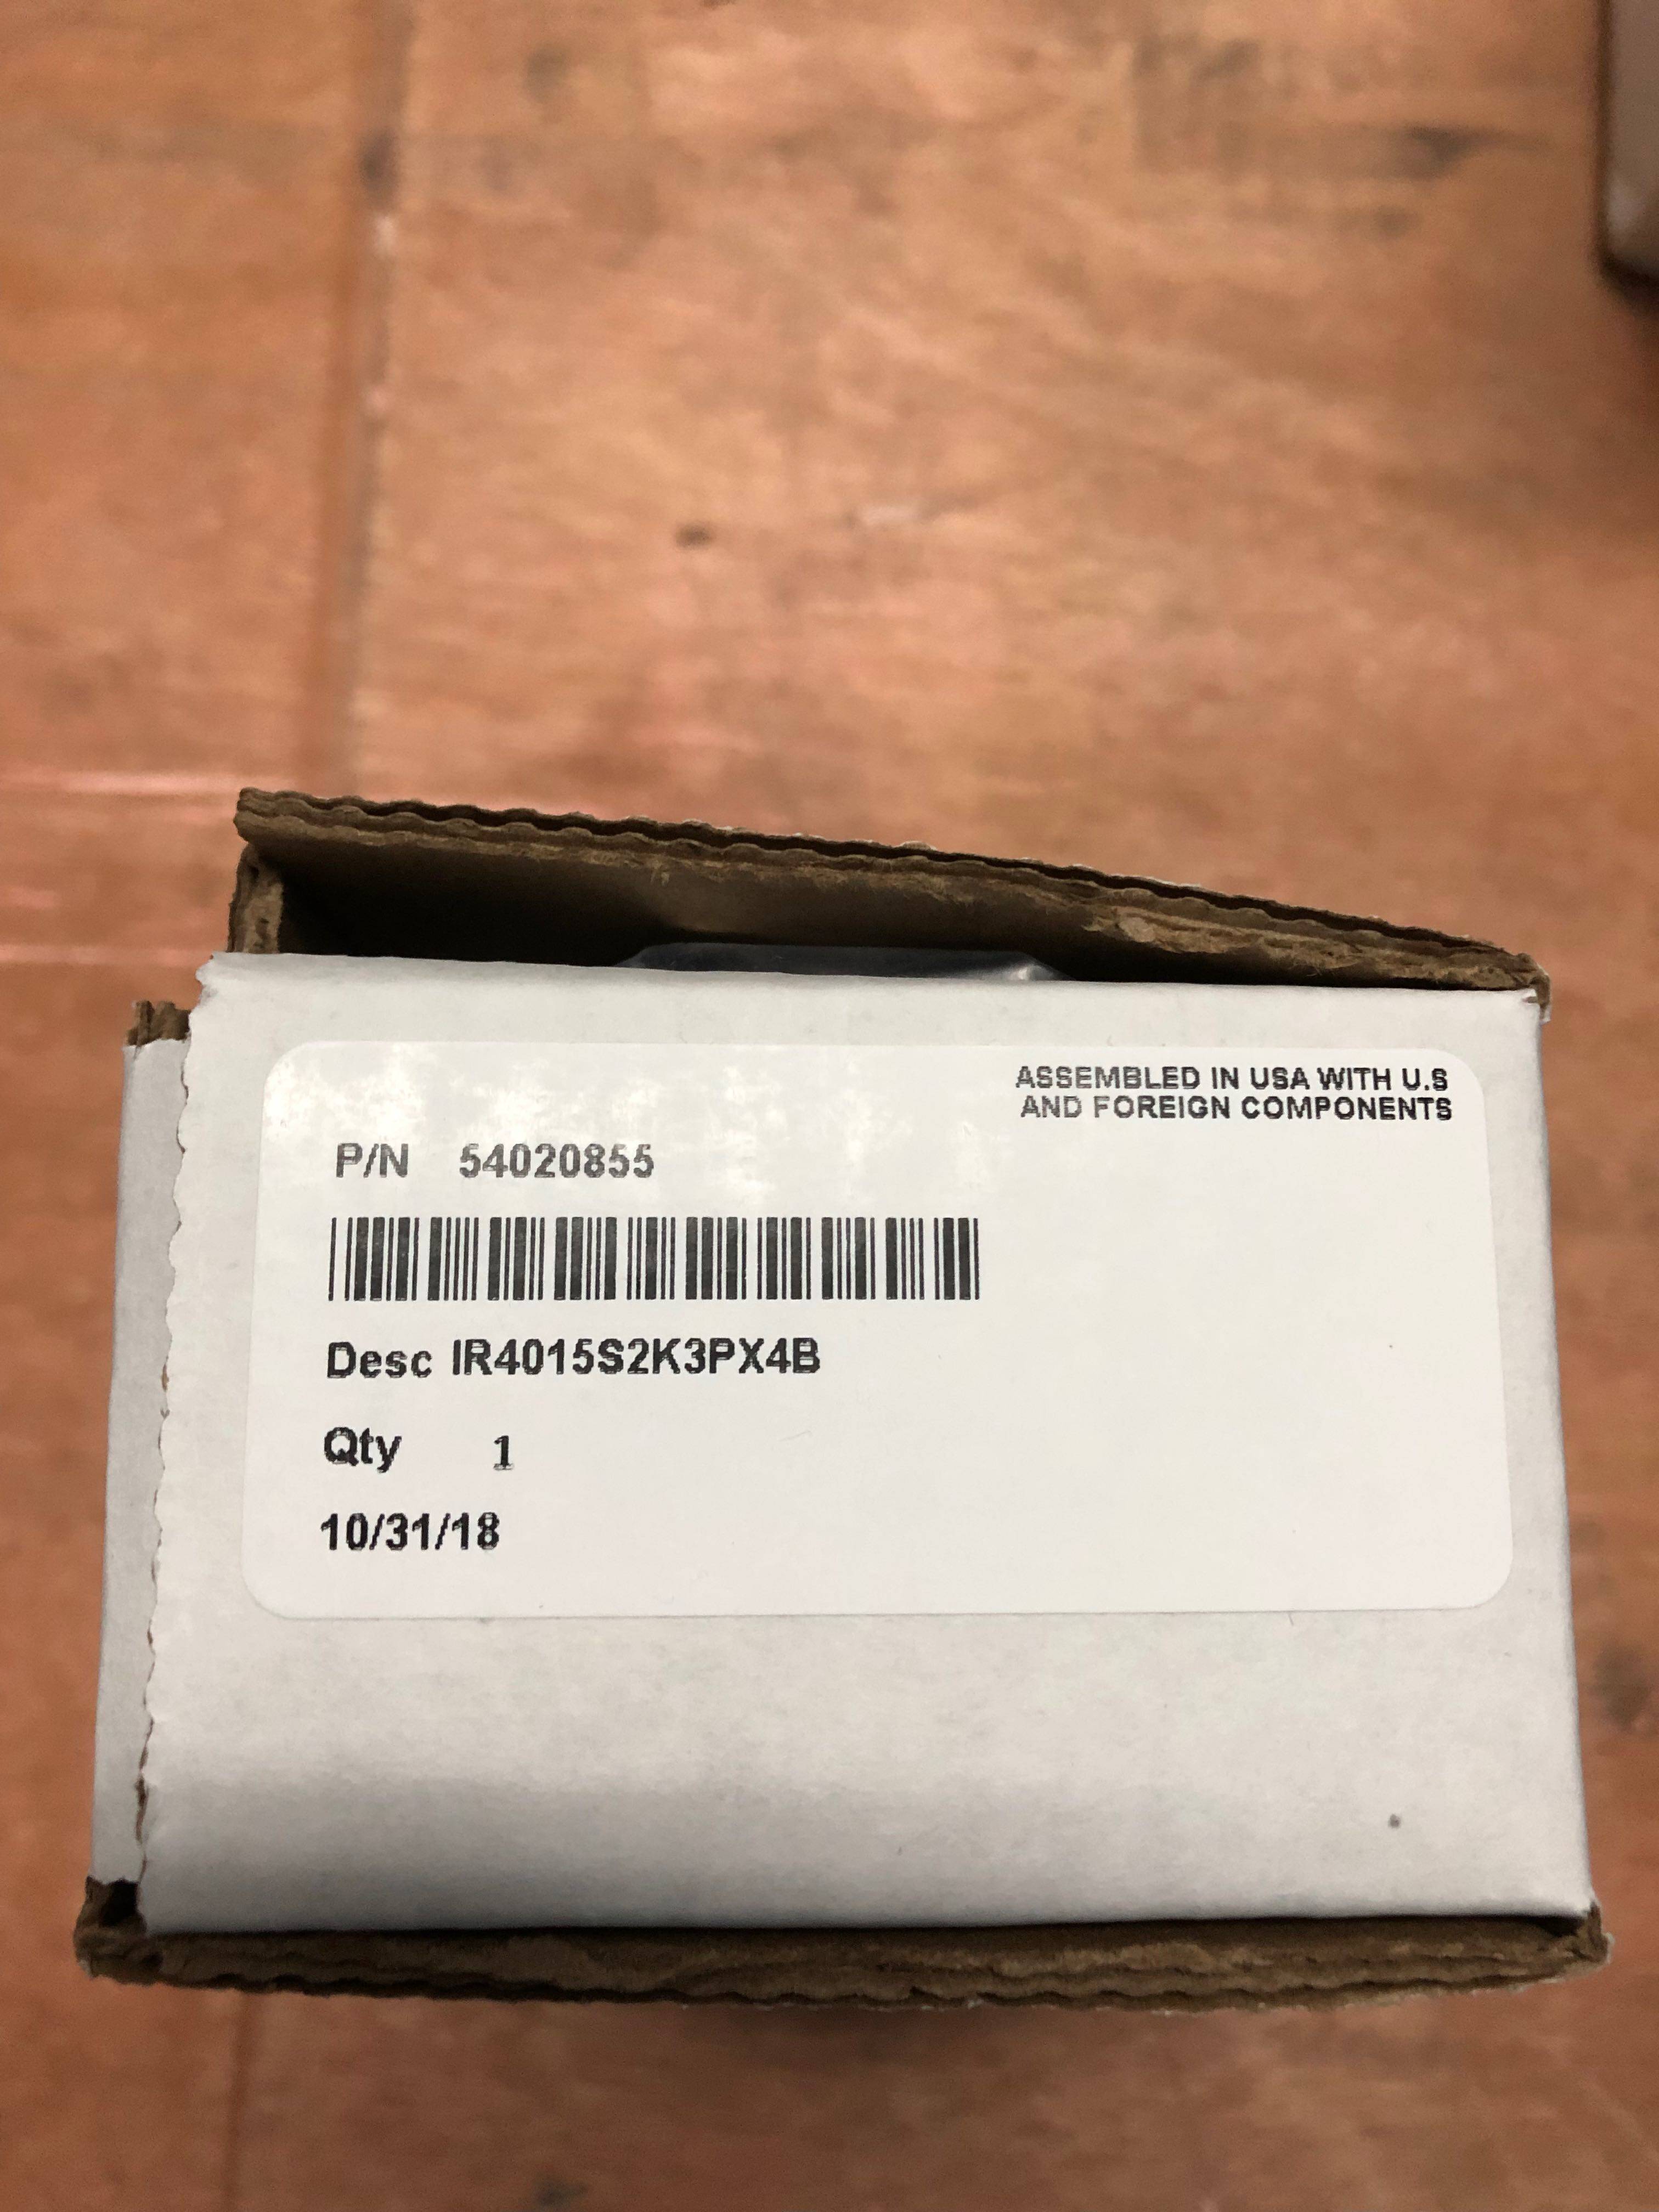 ASSEMBLED IN USA WITH U.S
AND FOREIGN COMPONENTS
P/N 54020855
Desc IR4015S2K3PX4B
Qty 1
10/31/18